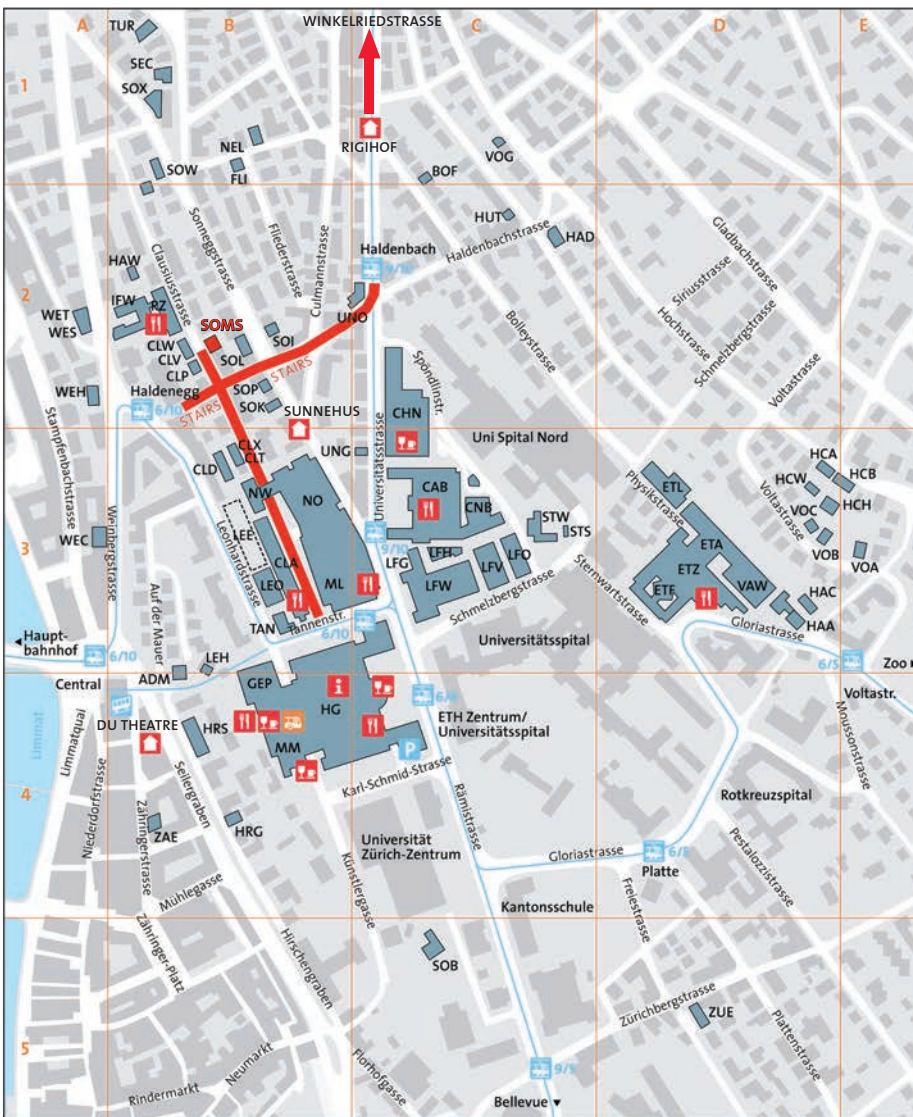 WINKELRIEDSTRASSE
A
B
C
D
E
TUR
1
SEC
SOX
NEL
RIGIHOF
VOG
SOW
FLI
BOF
HUT
HAD
Sonneggstrasse
Fliederstrasse
Culmannstrasse
Haldenbach
Haldenbachstrasse
Gladbachstrasse
9/10
HAW
Clausiusstrasse
Siriusstrasse
2
IFW
RZ
UNO
Hochstrasse
WET
WES
SOMS
SOI
Bolleystrasse
Schmelzbergstrasse
CLW
SOL
CLV
CLP
STAIRS
Spöndlinstr.
Voltastrasse
WEH
Haldenegg
SOP
STAIRS
SOK
6/10
SUNNEHUS
CHN
Stampfenbachstrasse
Uni Spital Nord
CLX
CLT
UNG
Universitätsstrasse
HCA
CLD
HCW
HCB
NW
NO
CAB
Physikstrasse
ETL
Voltastrasse
HCH
CNB
VOC
Weinbergstrasse
STW
STS
3
WEC
LEE
Leonhardstrasse
9/10
ETA
VOB
CLA
LFG
LFH
LFO
ETZ
VOA
LEO
ML
LFW
LFV
ETF
VAW
Sternwartstrasse
HAC
Auf der Mauer
TAN
Tannenstr.
Schmelzbergstrasse
HAA
6/10
Universitätsspital
Gloriastrasse
Haupt-
bahnhof
6/10
LEH
6/5
Zoo
ADM
GEP
Central
Voltastr.
HG
ETH Zentrum/
Universitätsspital
Limmat
Limmatquai
DU THEATRE
HRS
P
Moussonstrasse
MM
Karl-Schmid-Strasse
4
Niederdorfstrasse
Seilergraben
Rämistrasse
Rotkreuzspital
Zähringerstrasse
ZAE
HRG
Universität
Zürich-Zentrum
Gloriastrasse
Platte
Pestalozzistrasse
Mühlegasse
Künstlergasse
Freiestrasse
Kantonsschule
Zähringer-Platz
Hirschengraben
SOB
Zürichbergstrasse
ZUE
5
Plattenstrasse
Neumarkt
Florhofgasse
Rindermarkt
Bellevue